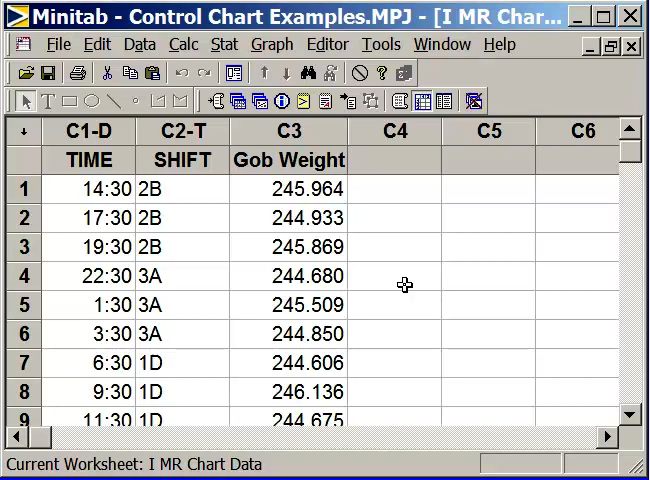 Minitab - Control Chart Examples.MPJ - [I MR Char...
File Edit Data Calc Stat Graph Editor Tools Window Help
C1-D C2-T C3 C4 C5 C6
TIME SHIFT Gob Weight
1 14:30 2B 245.964
2 17:30 2B 244.933
3 19:30 2B 245.869
4 22:30 3A 244.680
5 1:30 3A 245.509
6 3:30 3A 244.850
7 6:30 1D 244.606
8 9:30 1D 246.136
9 11:30 1D 244.675
Current Worksheet: I MR Chart Data